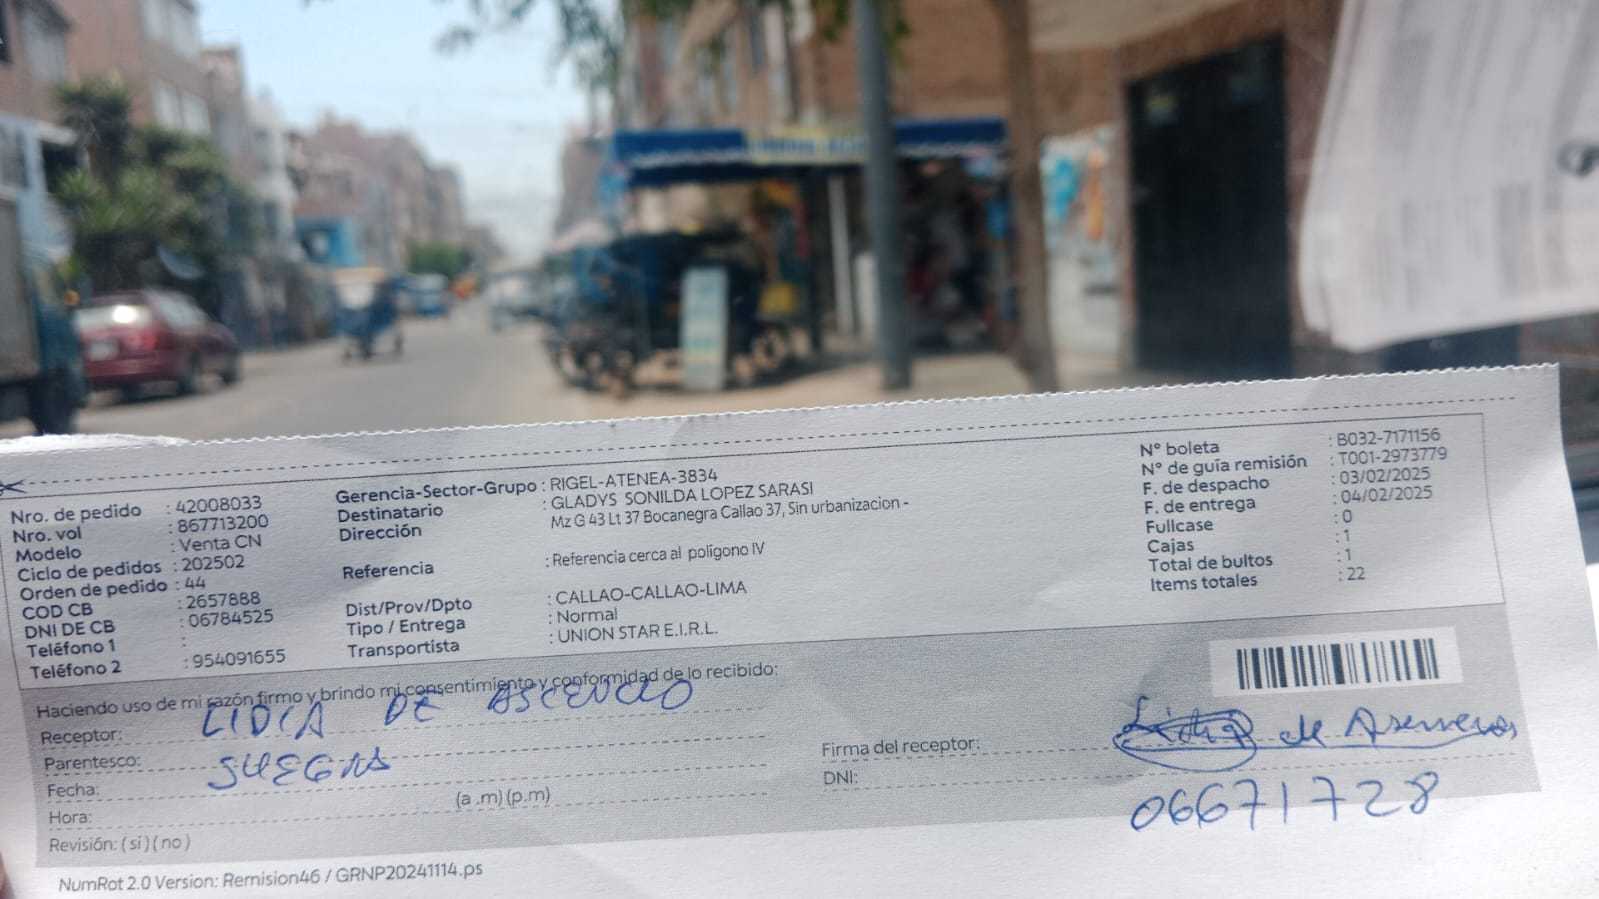 Nro. de pedido : 42008033
Nro. vol : 867713200
Modelo : Venta CN
Ciclo de pedidos : 202502
Orden de pedido : 44
COD CB : 2657888
DNI DE CB : 06784525
Teléfono 1 :
Teléfono 2 : 954091655
Gerencia-Sector-Grupo : RIGEL-ATENEA-3834
Destinatario : GLADYS SONILDA LOPEZ SARASI
Dirección Mz G 43 Lt 37 Bocanegra Callao 37, Sin urbanizacion -
Referencia : Referencia cerca al polígono IV
Dist/Prov/Dpto : CALLAO-CALLAO-LIMA
Tipo / Entrega : Normal
Transportista : UNION STAR E.I.R.L.
N° boleta : B032-7171156
N° de guía remisión : T001-2973779
F. de despacho : 03/02/2025
F. de entrega : 04/02/2025
Fullcase : 0
Cajas : 1
Total de bultos : 1
Items totales : 22
Haciendo uso de mi razón firmo y brindo mi consentimiento y conformidad de lo recibido:
Receptor: LIDIA DE ASCENCIO
Parentesco: SUEGRA
Fecha:
Hora: (a .m) (p.m)
Revisión: ( si ) ( no )
Firma del receptor: Lidia de
DNI: 06671728
NumRot 2.0 Version: Remision46 / GRNP20241114.ps